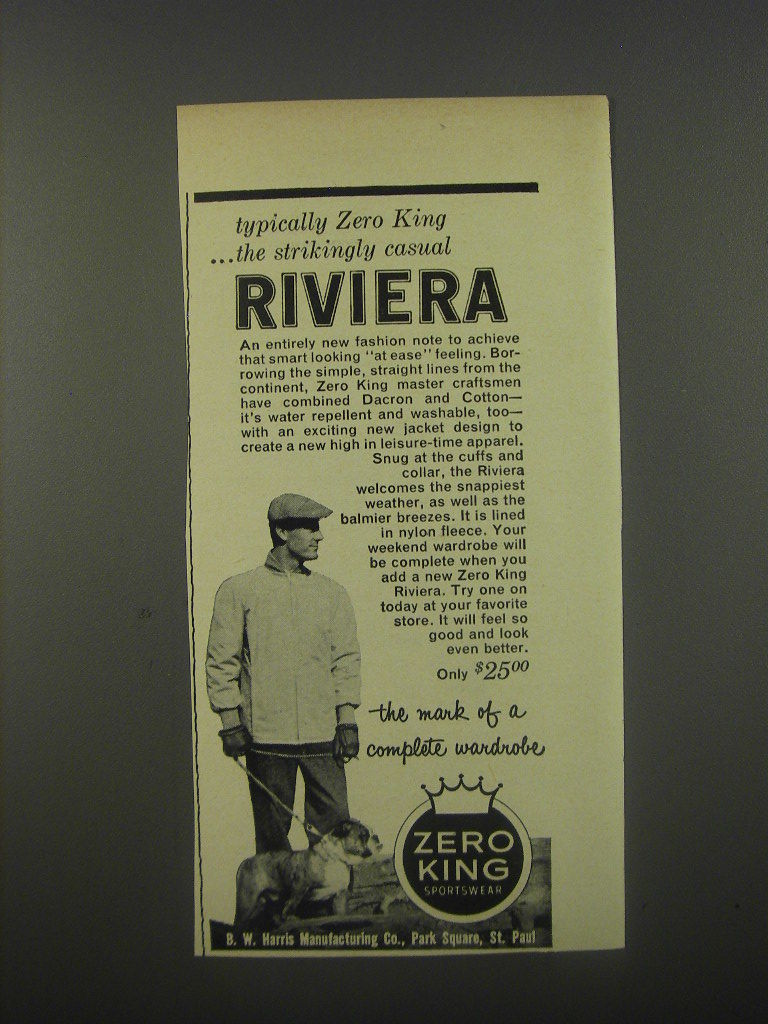 typically Zero King
...the strikingly casual
RIVIERA
An entirely new fashion note to achieve
that smart looking "at ease" feeling. Bor-
rowing the simple, straight lines from the
continent, Zero King master craftsmen
have combined Dacron and Cotton—
it's water repellent and washable, too—
with an exciting new jacket design to
create a new high in leisure-time apparel.
Snug at the cuffs and
collar, the Riviera
welcomes the snappiest
weather, as well as the
balmier breezes. It is lined
in nylon fleece. Your
weekend wardrobe will
be complete when you
add a new Zero King
Riviera. Try one on
today at your favorite
store. It will feel so
good and look
even better.
Only $2500
the mark of a
complete wardrobe
ZERO
KING
SPORTSWEAR
B. W. Harris Manufacturing Co., Park Square, St. Paul